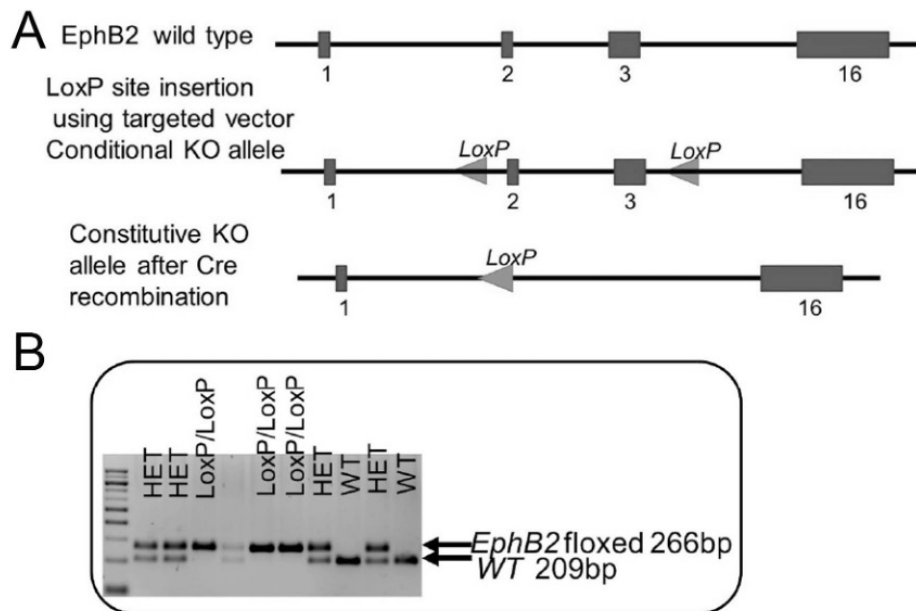 A
EphB2 wild type
1 2 3 16
LoxP site insertion
using targeted vector
Conditional KO allele
LoxP LoxP
1 2 3 16
Constitutive KO
allele after Cre
recombination
LoxP
1 16
B
HET HET LoxP/LoxP LoxP/LoxP LoxP/LoxP HET WT HET WT
EphB2 floxed 266bp
WT 209bp